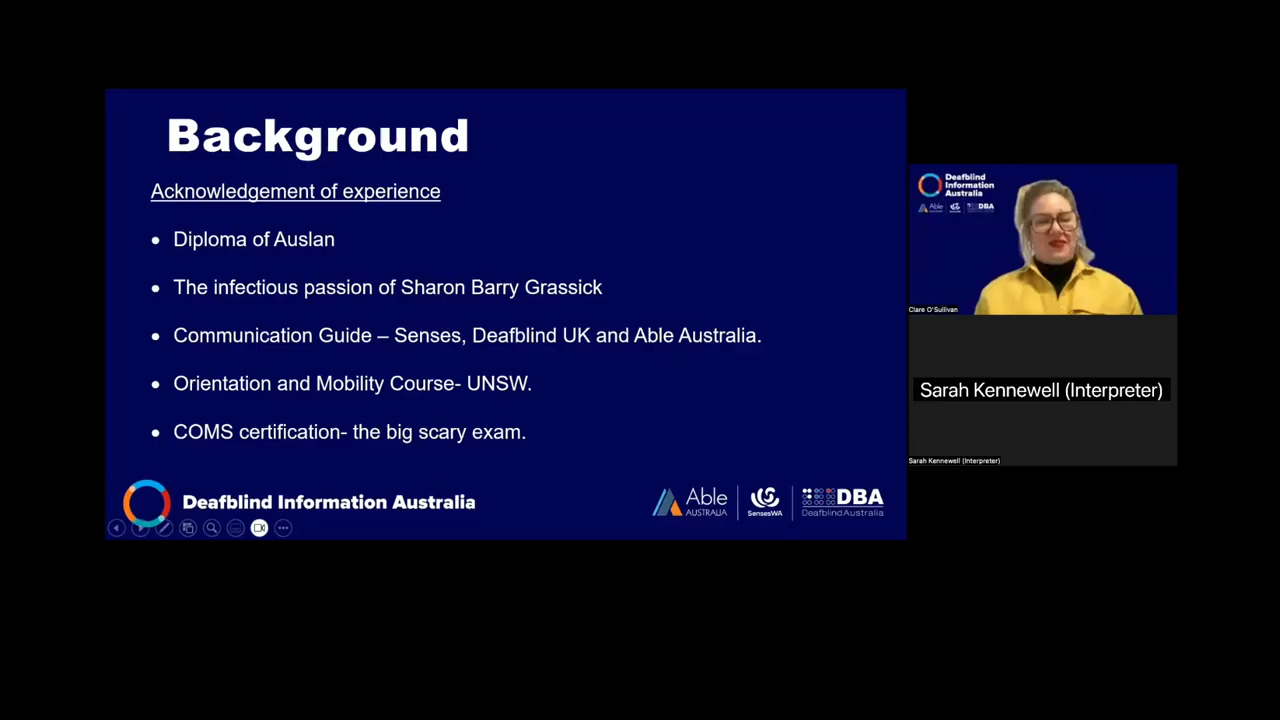 Background
Acknowledgement of experience
• Diploma of Auslan
• The infectious passion of Sharon Barry Grassick
• Communication Guide – Senses, Deafblind UK and Able Australia.
• Orientation and Mobility Course- UNSW.
• COMS certification- the big scary exam.
Deafblind Information Australia
Able
AUSTRALIA
SensesWA
DBA
Deafblind Australia
Deafblind
Information
Australia
Able
DBA
Clare O'Sullivan
Sarah Kennewell (Interpreter)
Sarah Kennewell (Interpreter)